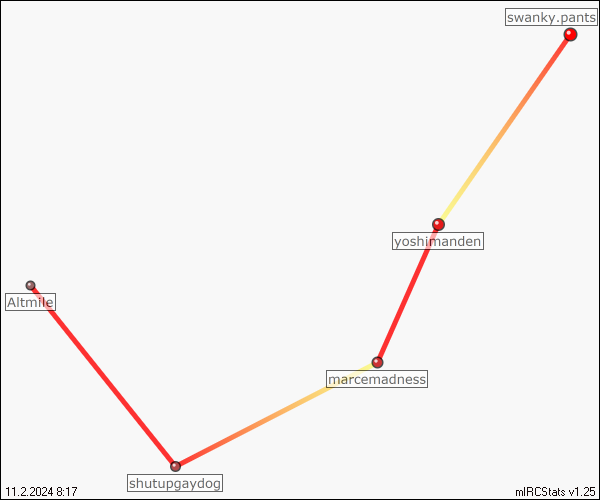 swanky.pants
yoshimanden
Altmile
marcemadness
shutupgaydog
11.2.2024 8:17
mIRCStats v1.25